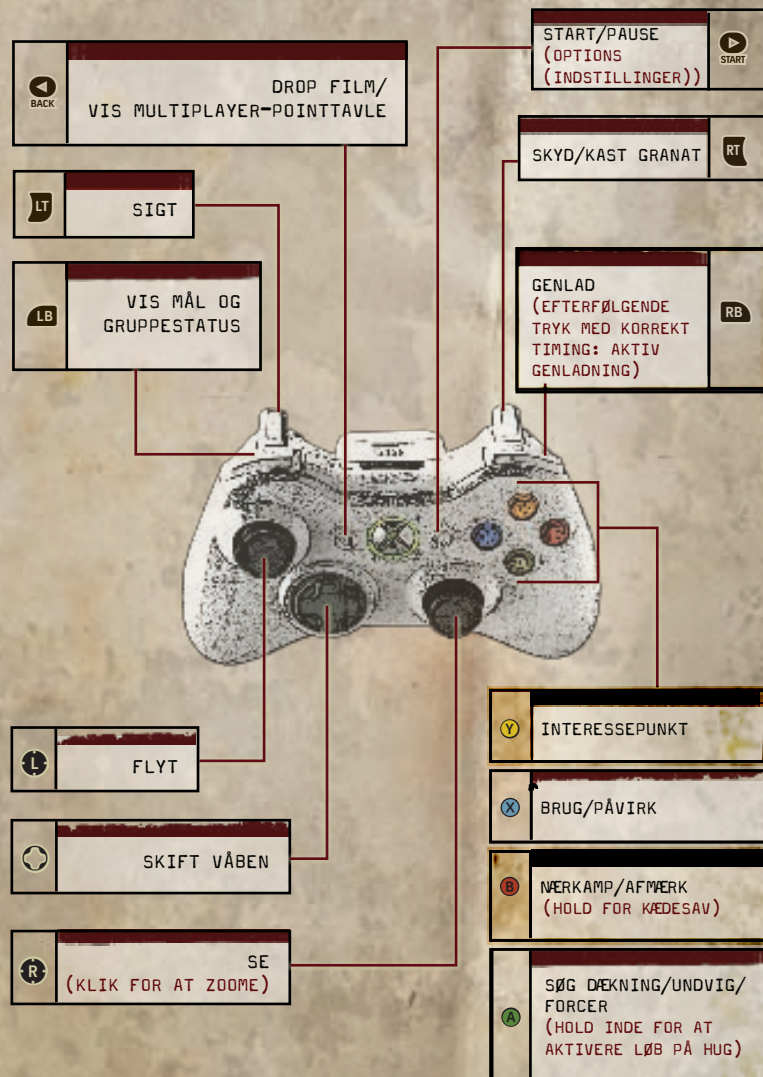 START/PAUSE
(OPTIONS
(INDSTILLINGER))
START
BACK
DROP FILM/
VIS MULTIPLAYER-POINTTAVLE
SKYD/KAST GRANAT
RT
LT
SIGT
LB
VIS MÅL OG
GRUPPESTATUS
GENLAD
(EFTERFØLGENDE
TRYK MED KORREKT
TIMING: AKTIV
GENLADNING)
RB
A
Y
INTERESSEPUNKT
L
FLYT
X
BRUG/PÅVIRK
SKIFT VÅBEN
B
NÆRKAMP/AFMÆRK
(HOLD FOR KÆDESAV)
R
SE
(KLIK FOR AT ZOOME)
A
SØG DÆKNING/UNDVIG/
FORCER
(HOLD INDE FOR AT
AKTIVERE LØB PÅ HUG)